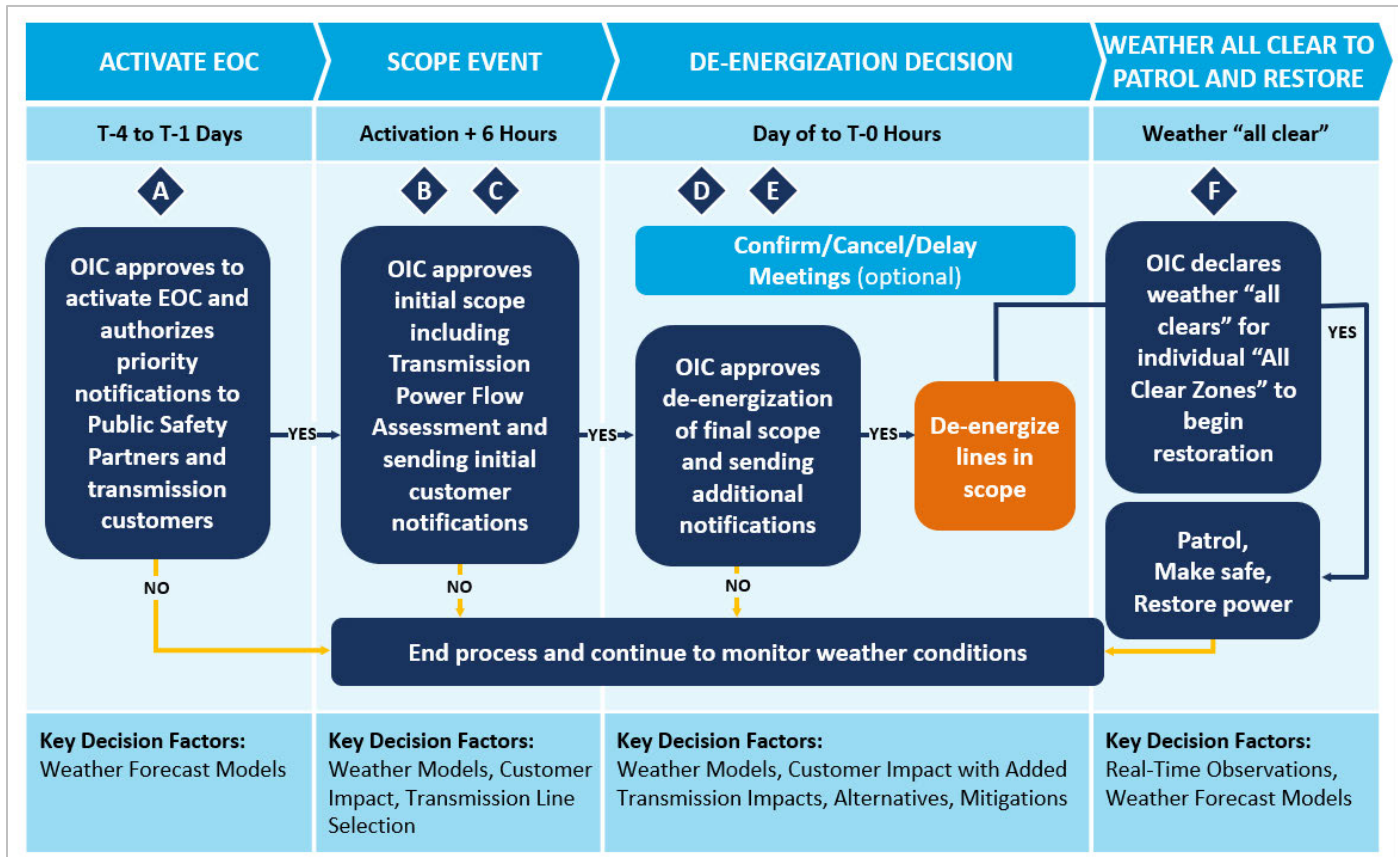 ACTIVATE EOC
SCOPE EVENT
DE-ENERGIZATION DECISION
WEATHER ALL CLEAR TO
PATROL AND RESTORE
T-4 to T-1 Days
Activation + 6 Hours
Day of to T-0 Hours
Weather “all clear”
A
B
C
D
E
F
OIC approves to
activate EOC and
authorizes
priority
notifications to
Public Safety
Partners and
transmission
customers
YES
NO
OIC approves
initial scope
including
Transmission
Power Flow
Assessment and
sending initial
customer
notifications
YES
NO
Confirm/Cancel/Delay
Meetings (optional)
OIC approves
de-energization
of final scope
and sending
additional
notifications
YES
NO
De-energize
lines in
scope
OIC declares
weather “all
clears” for
individual “All
Clear Zones” to
begin
restoration
YES
Patrol,
Make safe,
Restore power
End process and continue to monitor weather conditions
Key Decision Factors:
Weather Forecast Models
Key Decision Factors:
Weather Models, Customer
Impact, Transmission Line
Selection
Key Decision Factors:
Weather Models, Customer Impact with Added
Transmission Impacts, Alternatives, Mitigations
Key Decision Factors:
Real-Time Observations,
Weather Forecast Models